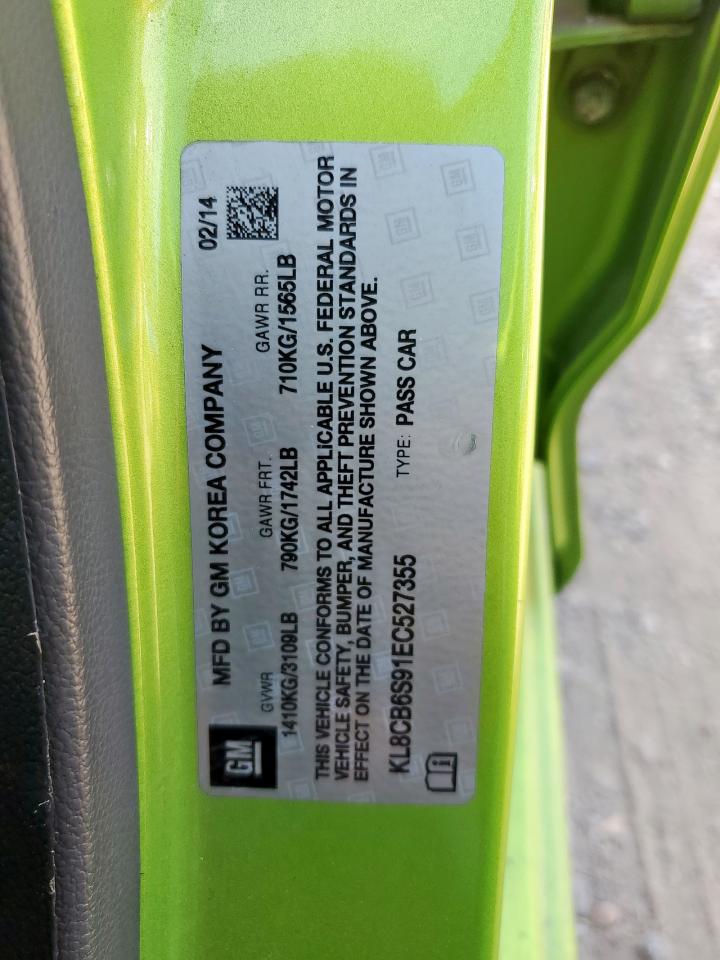 GM
MFD BY GM KOREA COMPANY 02/14
GVWR GAWR FRT. GAWR RR.
1410KG/3109LB 790KG/1742LB 710KG/1565LB
THIS VEHICLE CONFORMS TO ALL APPLICABLE U.S. FEDERAL MOTOR
VEHICLE SAFETY, BUMPER, AND THEFT PREVENTION STANDARDS IN
EFFECT ON THE DATE OF MANUFACTURE SHOWN ABOVE.
KL8CB6S91EC527355 TYPE: PASS CAR